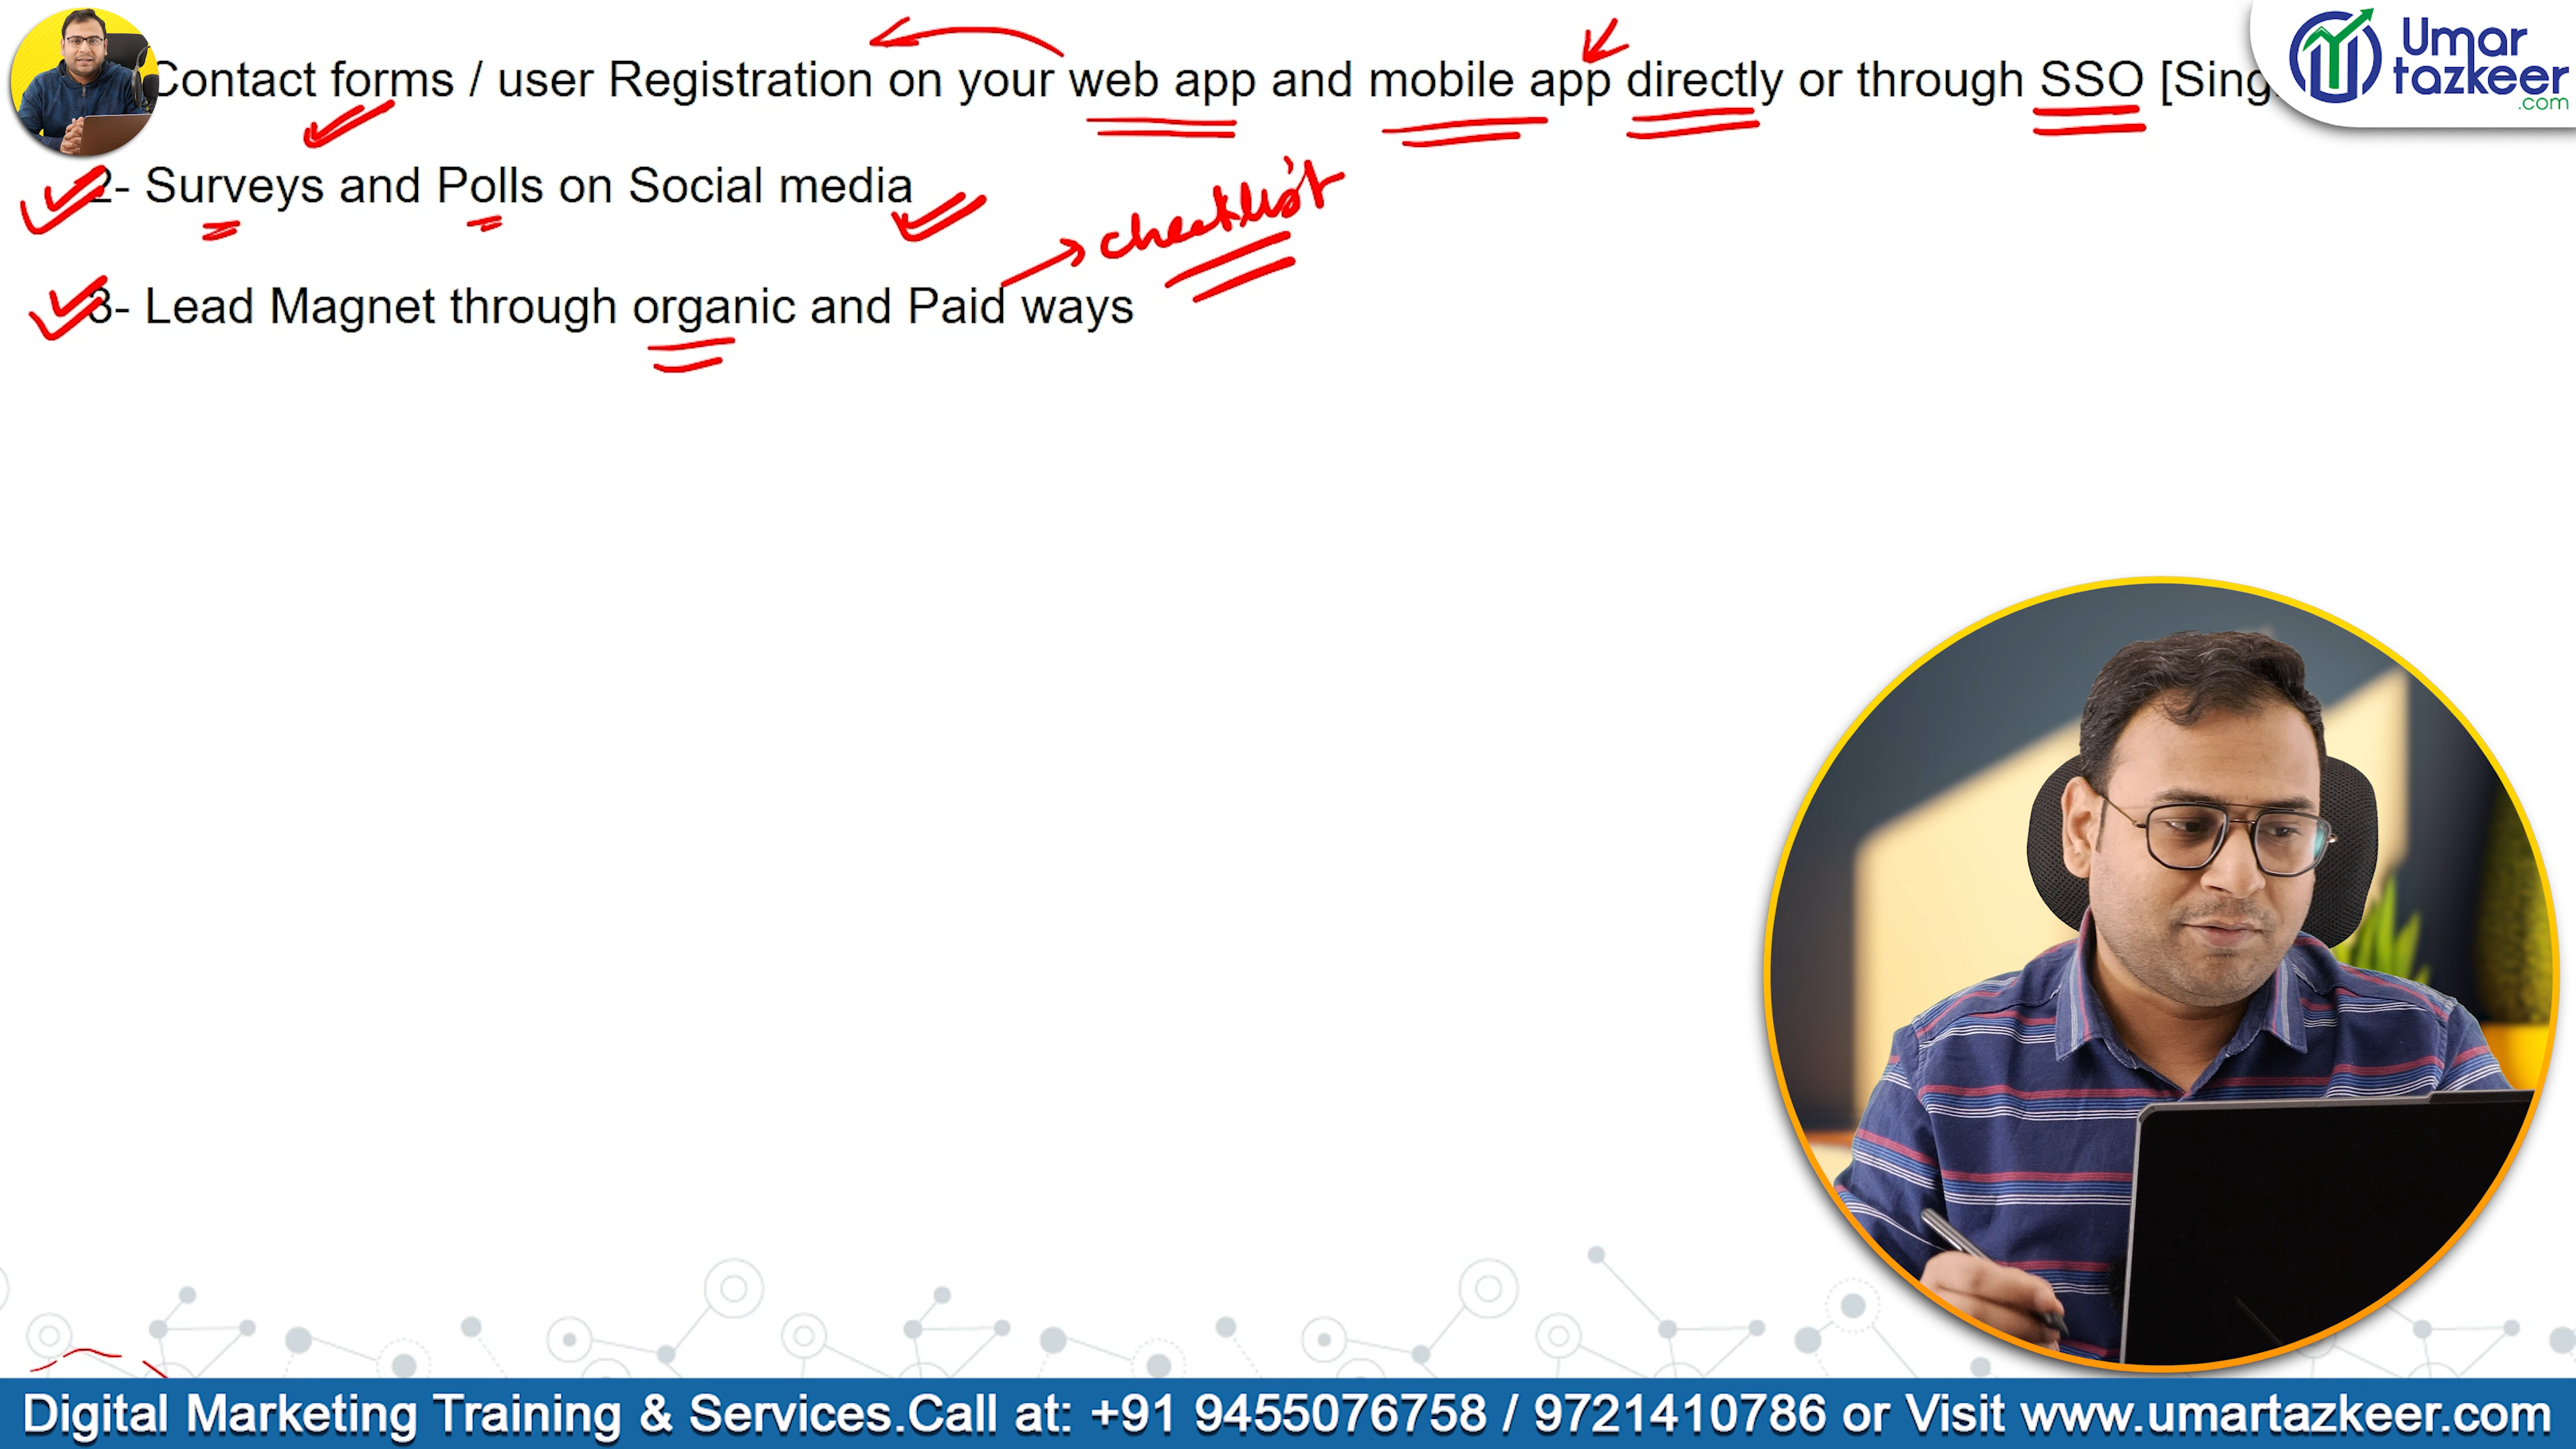 Contact forms / user Registration on your web app and mobile app directly or through SSO [Sing
Umar
tazkeer
.com
2- Surveys and Polls on Social media
checklist
3- Lead Magnet through organic and Paid ways
Digital Marketing Training & Services.Call at: +91 9455076758 / 9721410786 or Visit www.umartazkeer.com